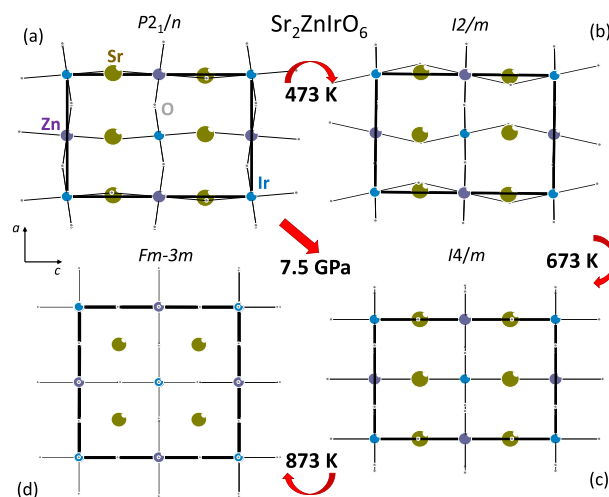 P2₁/n
Sr₂ZnIrO₆
I2/m
(a)
(b)
Sr
473 K
O
Zn
Ir
a
c
Fm-3m
7.5 GPa
I4/m
673 K
873 K
(d)
(c)